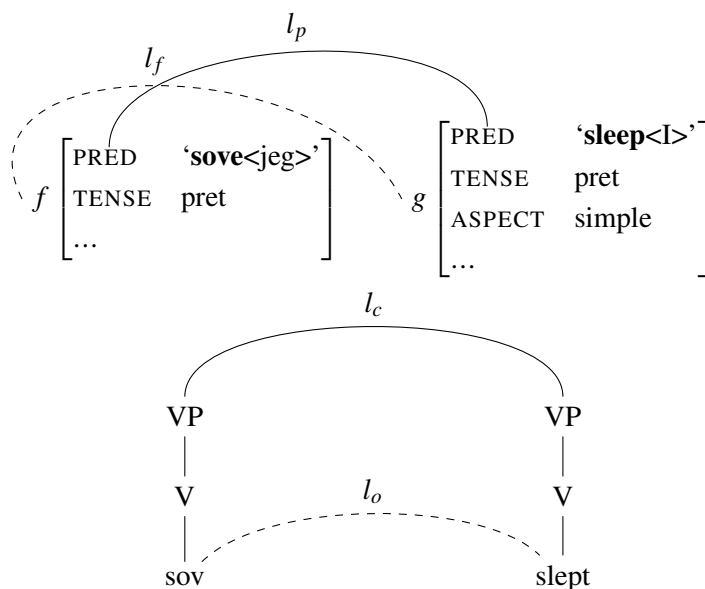 l_p
l_f
f PRED ‘sove<jeg>’
TENSE pret
...
g PRED ‘sleep<I>’
TENSE pret
ASPECT simple
...
l_c
VP VP
V V
l_o
sov slept